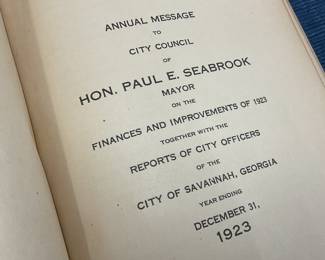 ANNUAL MESSAGE
TO
CITY COUNCIL
OF
HON. PAUL E. SEABROOK
MAYOR
ON THE
FINANCES AND IMPROVEMENTS OF 1923
TOGETHER WITH THE
REPORTS OF CITY OFFICERS
OF THE
CITY OF SAVANNAH, GEORGIA
YEAR ENDING
DECEMBER 31,
1923